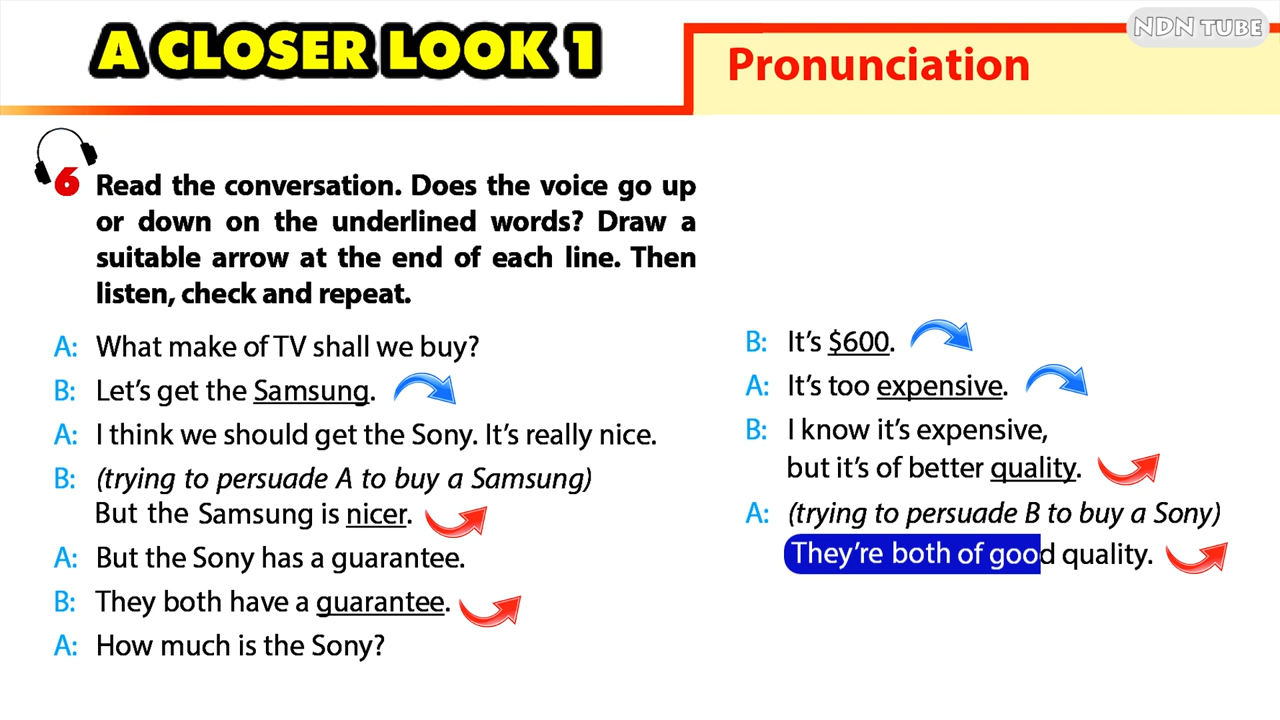 A CLOSER LOOK 1
Pronunciation
NDN TUBE
6 Read the conversation. Does the voice go up
or down on the underlined words? Draw a
suitable arrow at the end of each line. Then
listen, check and repeat.
A: What make of TV shall we buy?
B: Let's get the Samsung.
A: I think we should get the Sony. It's really nice.
B: (trying to persuade A to buy a Samsung)
But the Samsung is nicer.
A: But the Sony has a guarantee.
B: They both have a guarantee.
A: How much is the Sony?
B: It's $600.
A: It's too expensive.
B: I know it's expensive,
but it's of better quality.
A: (trying to persuade B to buy a Sony)
They're both of good quality.